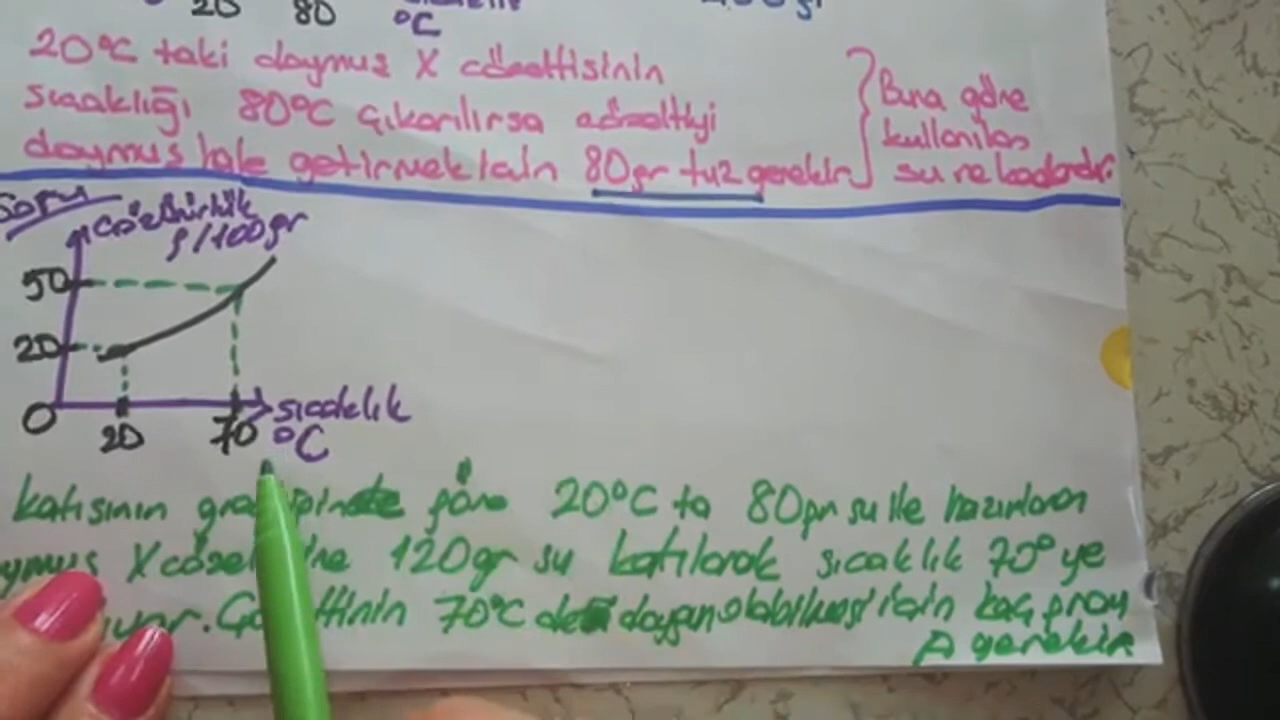 20 80 °C
20°C taki doymuş X çözeltisinin
sıcaklığı 80°C çıkarılırsa çözeltiyi
doymuş hale getirmek için 80gr tuz gerekir
Buna göre
kullanılan
su ne kadardır.
Soru
çözünürlük
g/100gr
50
20
0
20
70
sıcaklık
°C
katısının grafiğine göre 20°C ta 80gr su ile hazırlanan
X 120gr su katılarak sıcaklık 70° ye
70°C de doygun olabilmesi için kaç gram
gerekir